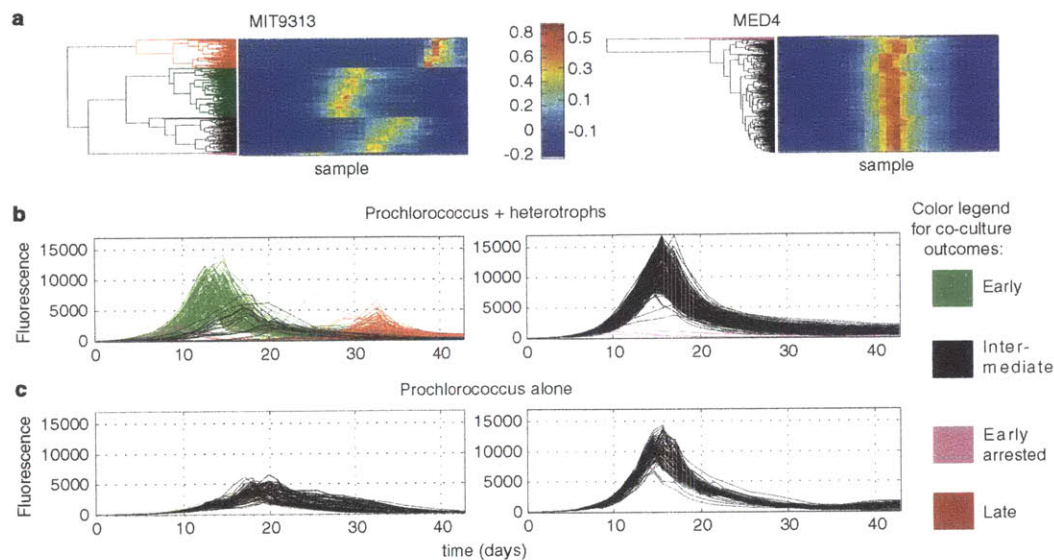 a
MIT9313
MED4
0.8
0.6
0.4
0.2
0
-0.2
0.5
0.3
0.1
-0.1
sample
sample
b
Prochlorococcus + heterotrophs
Fluorescence
15000
10000
5000
0
0 10 20 30 40
15000
10000
5000
0
0 10 20 30 40
Color legend
for co-culture
outcomes:
Early
Inter-
mediate
Early
arrested
Late
c
Prochlorococcus alone
Fluorescence
15000
10000
5000
0
0 10 20 30 40
15000
10000
5000
0
0 10 20 30 40
time (days)